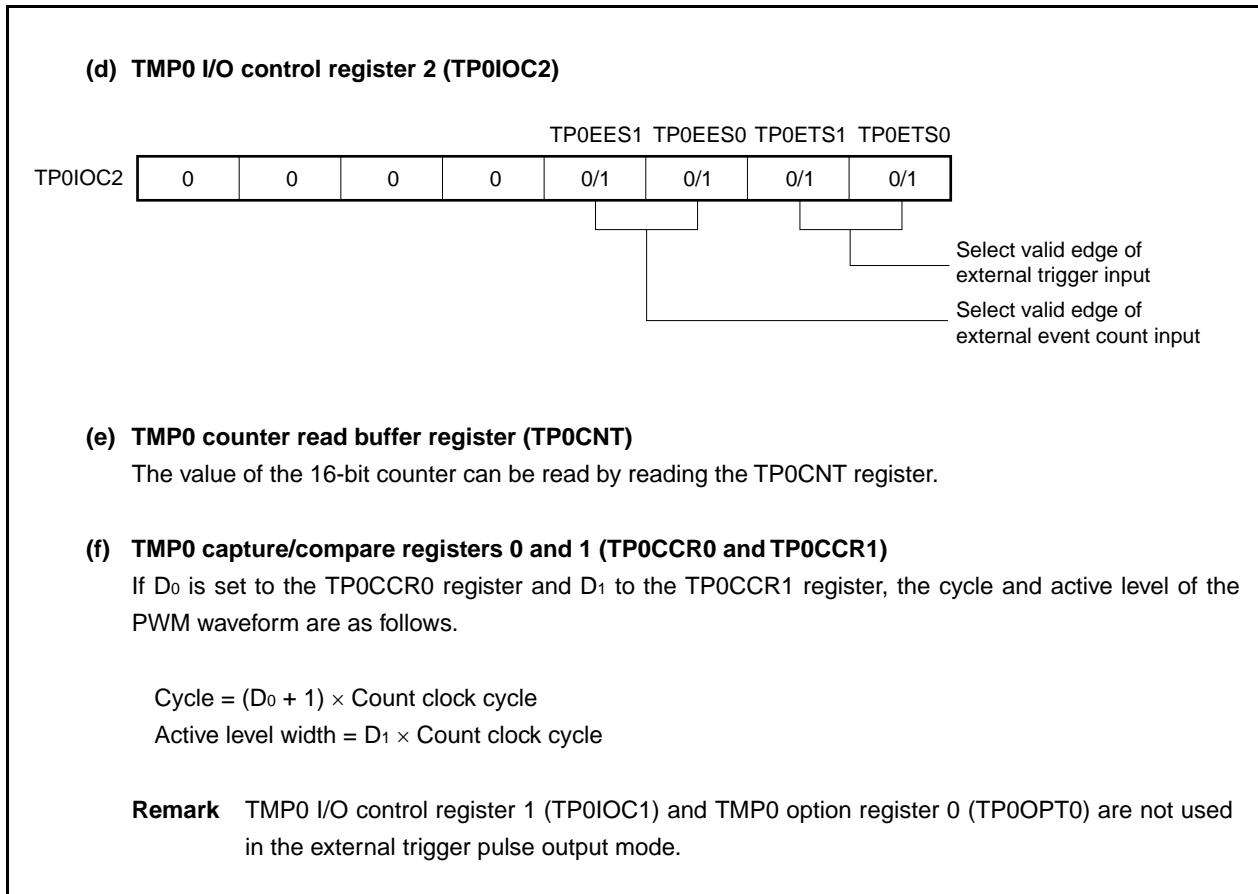 (d) TMP0 I/O control register 2 (TP0IOC2)
TP0EES1 TP0EES0 TP0ETS1 TP0ETS0
TP0IOC2 0 0 0 0 0/1 0/1 0/1 0/1
Select valid edge of
external trigger input
Select valid edge of
external event count input
(e) TMP0 counter read buffer register (TP0CNT)
The value of the 16-bit counter can be read by reading the TP0CNT register.
(f) TMP0 capture/compare registers 0 and 1 (TP0CCR0 and TP0CCR1)
If D0 is set to the TP0CCR0 register and D1 to the TP0CCR1 register, the cycle and active level of the
PWM waveform are as follows.
Cycle = (D0 + 1) × Count clock cycle
Active level width = D1 × Count clock cycle
Remark TMP0 I/O control register 1 (TP0IOC1) and TMP0 option register 0 (TP0OPT0) are not used
in the external trigger pulse output mode.